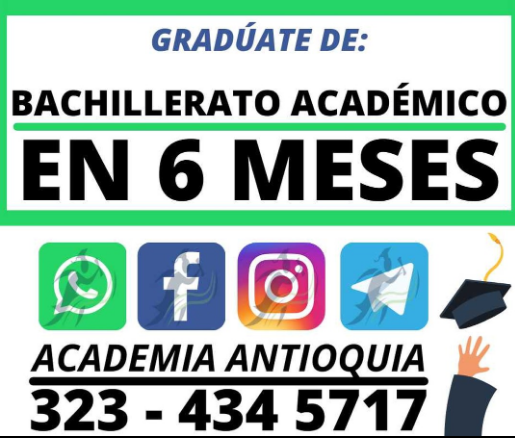 GRADÚATE DE:
BACHILLERATO ACADÉMICO
EN 6 MESES
ACADEMIA ANTIOQUIA
323 - 434 5717